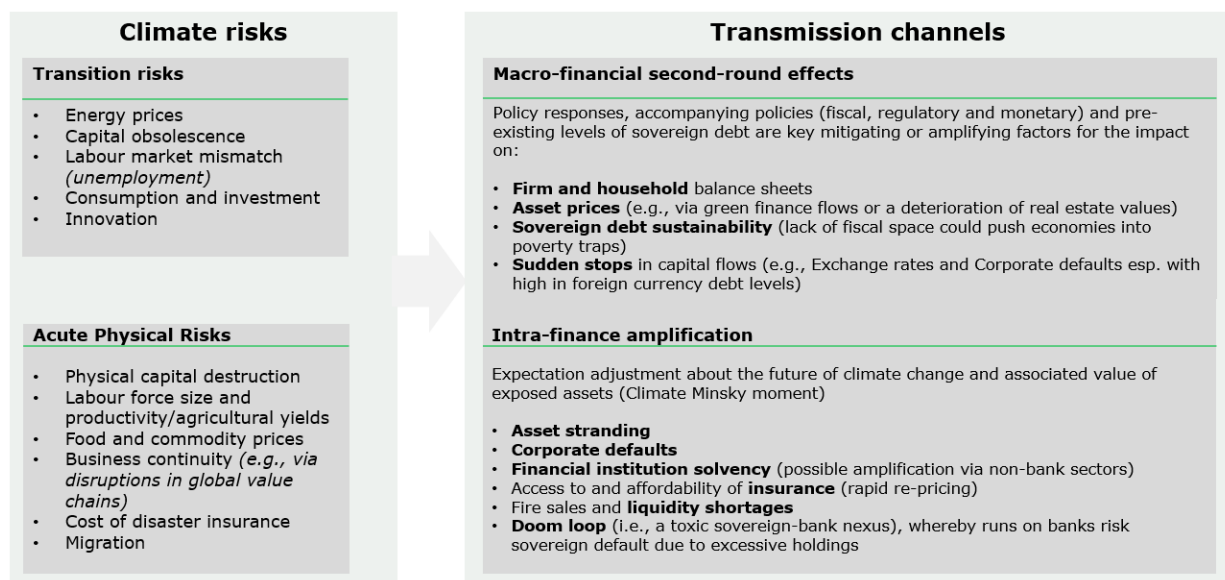 Climate risks
Transition risks
• Energy prices
• Capital obsolescence
• Labour market mismatch
(unemployment)
• Consumption and investment
• Innovation
Acute Physical Risks
• Physical capital destruction
• Labour force size and
productivity/agricultural yields
• Food and commodity prices
• Business continuity (e.g., via
disruptions in global value
chains)
• Cost of disaster insurance
• Migration
Transmission channels
Macro-financial second-round effects
Policy responses, accompanying policies (fiscal, regulatory and monetary) and pre-
existing levels of sovereign debt are key mitigating or amplifying factors for the impact
on:
• Firm and household balance sheets
• Asset prices (e.g., via green finance flows or a deterioration of real estate values)
• Sovereign debt sustainability (lack of fiscal space could push economies into
poverty traps)
• Sudden stops in capital flows (e.g., Exchange rates and Corporate defaults esp. with
high in foreign currency debt levels)
Intra-finance amplification
Expectation adjustment about the future of climate change and associated value of
exposed assets (Climate Minsky moment)
• Asset stranding
• Corporate defaults
• Financial institution solvency (possible amplification via non-bank sectors)
• Access to and affordability of insurance (rapid re-pricing)
• Fire sales and liquidity shortages
• Doom loop (i.e., a toxic sovereign-bank nexus), whereby runs on banks risk
sovereign default due to excessive holdings